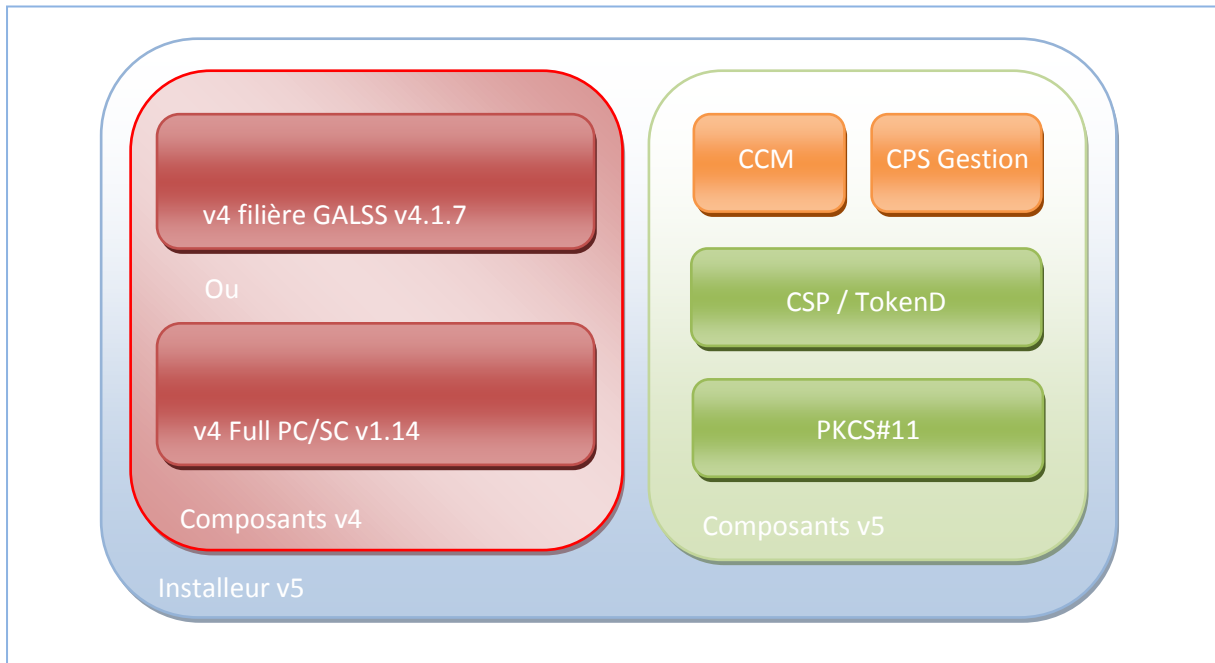 v4 filière GALSS v4.1.7
Ou
v4 Full PC/SC v1.14
Composants v4
CCM
CPS Gestion
CSP / TokenD
PKCS#11
Composants v5
Installeur v5